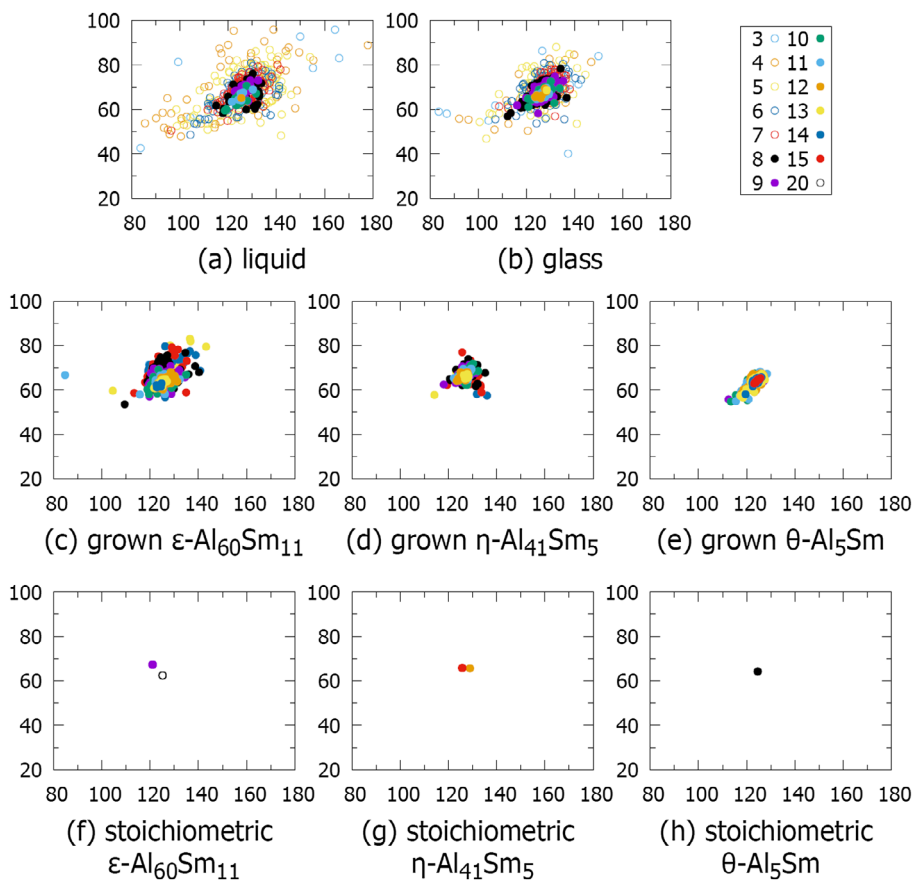 100
80
60
40
20
80 100 120 140 160 180
(a) liquid
100
80
60
40
20
80 100 120 140 160 180
(b) glass
3 10
4 11
5 12
6 13
7 14
8 15
9 20
100
80
60
40
20
80 100 120 140 160 180
(c) grown ε-Al₆₀Sm₁₁
100
80
60
40
20
80 100 120 140 160 180
(d) grown η-Al₄₁Sm₅
100
80
60
40
20
80 100 120 140 160 180
(e) grown θ-Al₅Sm
100
80
60
40
20
80 100 120 140 160 180
(f) stoichiometric
ε-Al₆₀Sm₁₁
100
80
60
40
20
80 100 120 140 160 180
(g) stoichiometric
η-Al₄₁Sm₅
100
80
60
40
20
80 100 120 140 160 180
(h) stoichiometric
θ-Al₅Sm